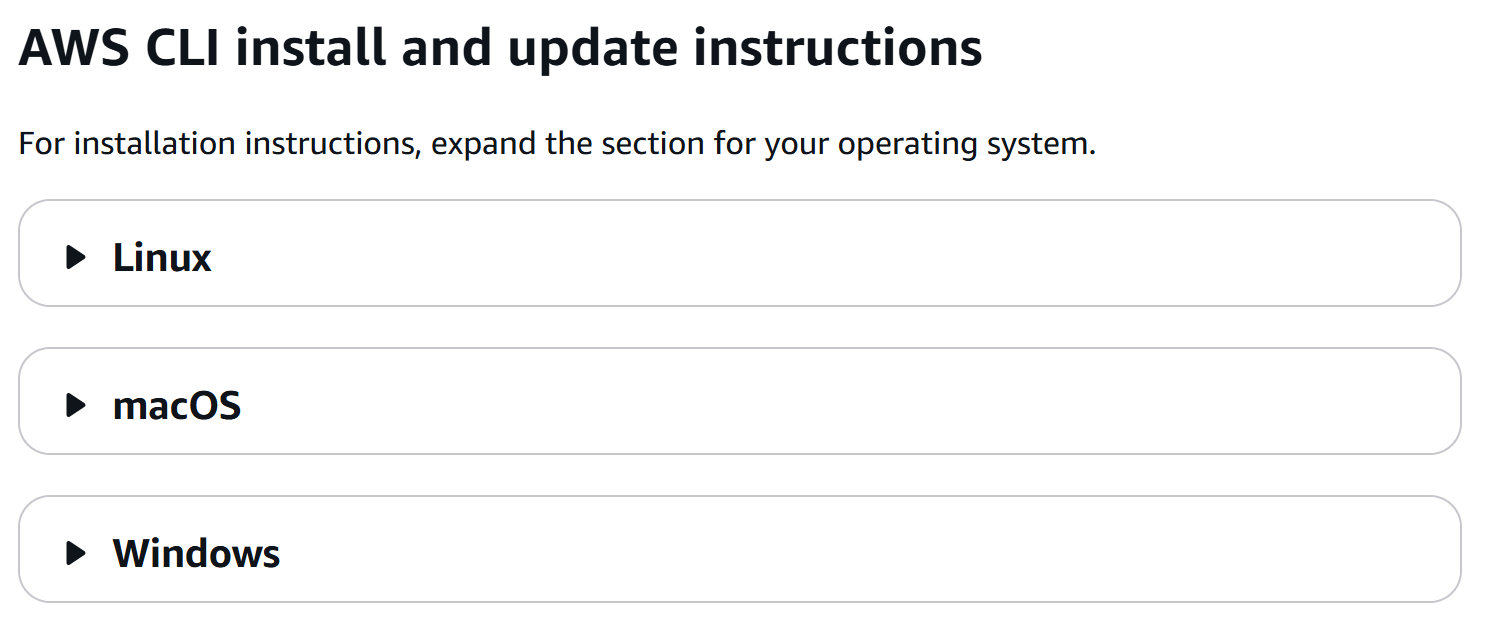 AWS CLI install and update instructions
For installation instructions, expand the section for your operating system.
Linux
macOS
Windows